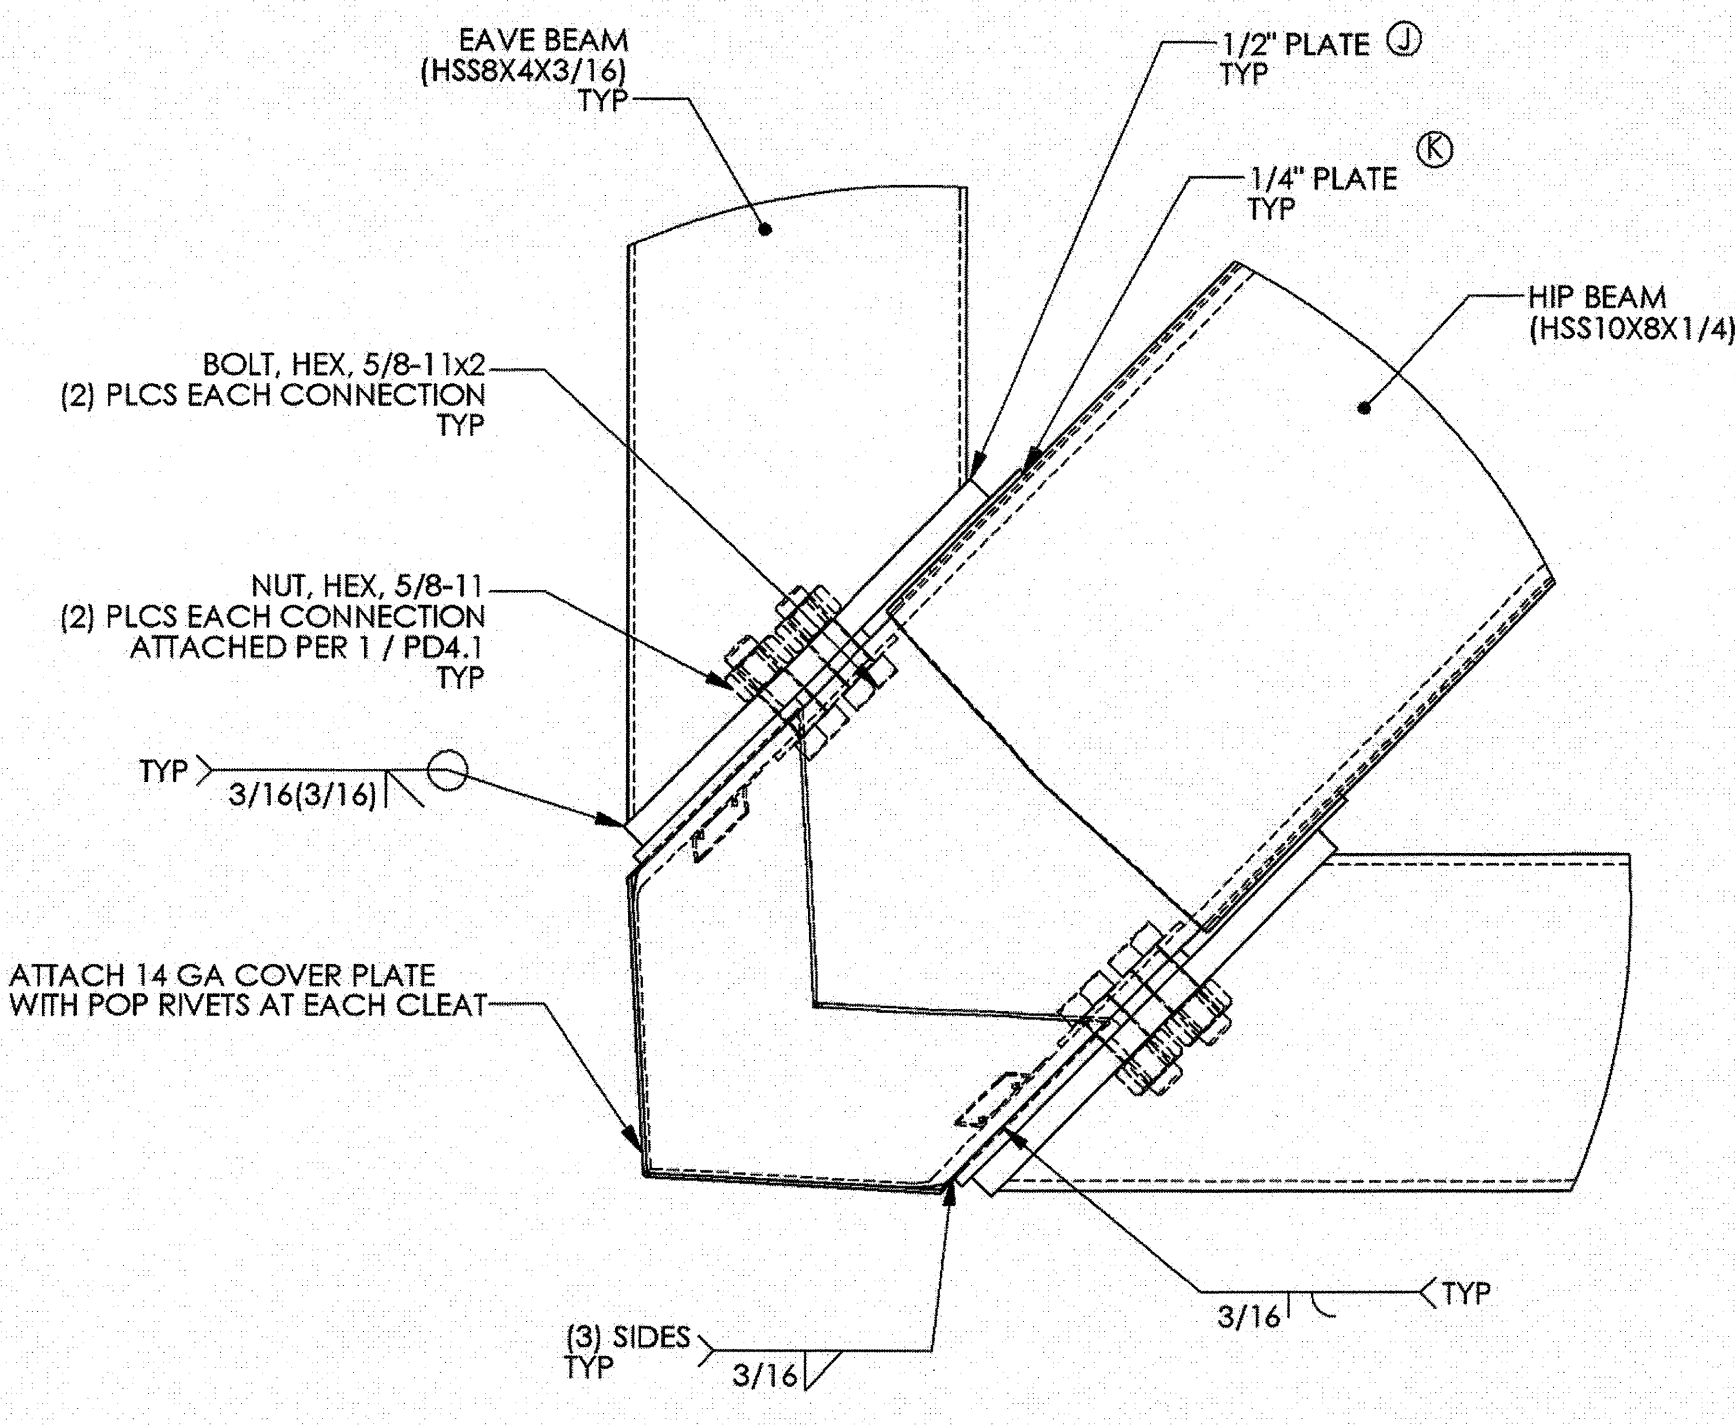 EAVE BEAM
(HSS8X4X3/16)
TYP
1/2" PLATE J
TYP
K
1/4" PLATE
TYP
HIP BEAM
(HSS10X8X1/4)
BOLT, HEX, 5/8-11x2
(2) PLCS EACH CONNECTION
TYP
NUT, HEX, 5/8-11
(2) PLCS EACH CONNECTION
ATTACHED PER 1 / PD4.1
TYP
TYP
3/16(3/16)
ATTACH 14 GA COVER PLATE
WITH POP RIVETS AT EACH CLEAT
TYP
3/16
(3) SIDES
TYP
3/16